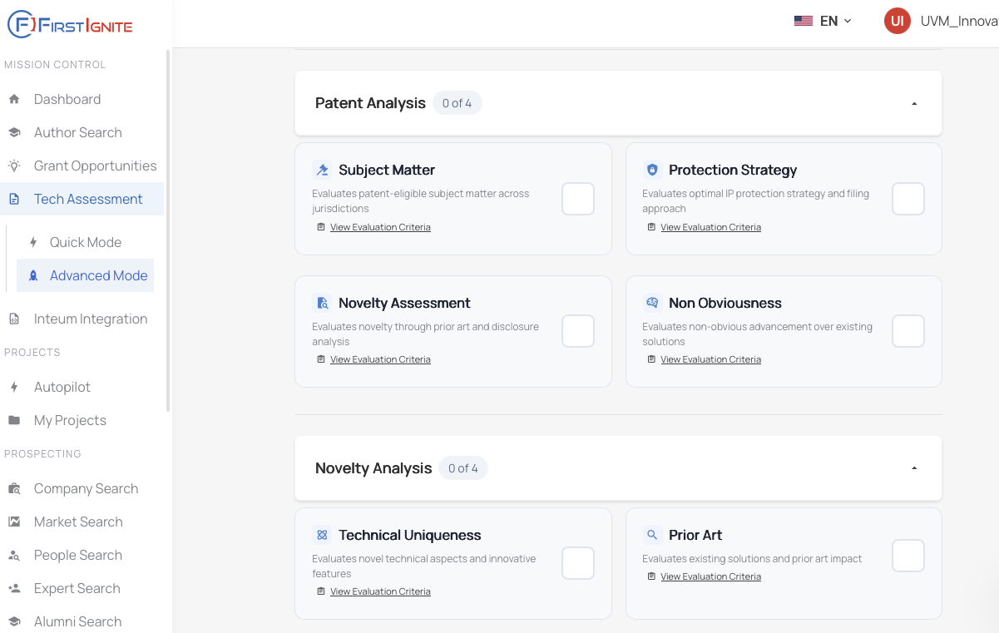 FIRSTIGNITE
EN
UI
UVM_Innova
MISSION CONTROL
Dashboard
Author Search
Grant Opportunities
Tech Assessment
Quick Mode
Advanced Mode
Inteum Integration
PROJECTS
Autopilot
My Projects
PROSPECTING
Company Search
Market Search
People Search
Expert Search
Alumni Search
Patent Analysis 0 of 4
Subject Matter
Evaluates patent-eligible subject matter across
jurisdictions
View Evaluation Criteria
Protection Strategy
Evaluates optimal IP protection strategy and filing
approach
View Evaluation Criteria
Novelty Assessment
Evaluates novelty through prior art and disclosure
analysis
View Evaluation Criteria
Non Obviousness
Evaluates non-obvious advancement over existing
solutions
View Evaluation Criteria
Novelty Analysis 0 of 4
Technical Uniqueness
Evaluates novel technical aspects and innovative
features
View Evaluation Criteria
Prior Art
Evaluates existing solutions and prior art impact
View Evaluation Criteria